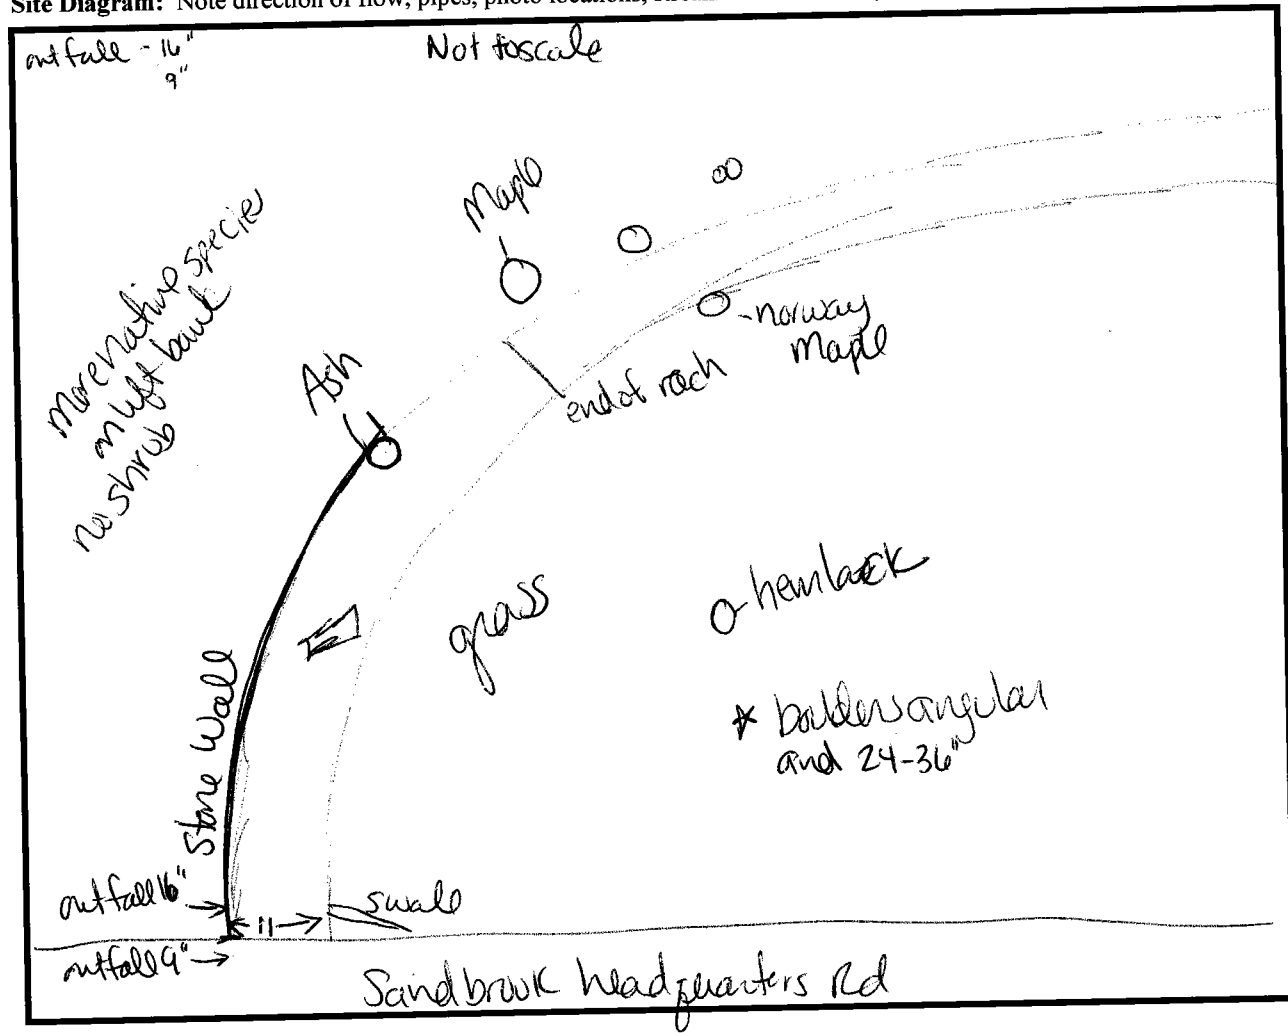 Site Diagram: Note direction of flow, pipes, photo locations,
outfall - 16"
9"
Not to scale
Maple
More native species
on left bank
no shrub
Ash
norway
Maple
end of reach
grass
hemlock
* boulders angular
and 24-36"
Stone Wall
outfall 16"
11
swale
outfall 9"
Sandbrook headquarters Rd